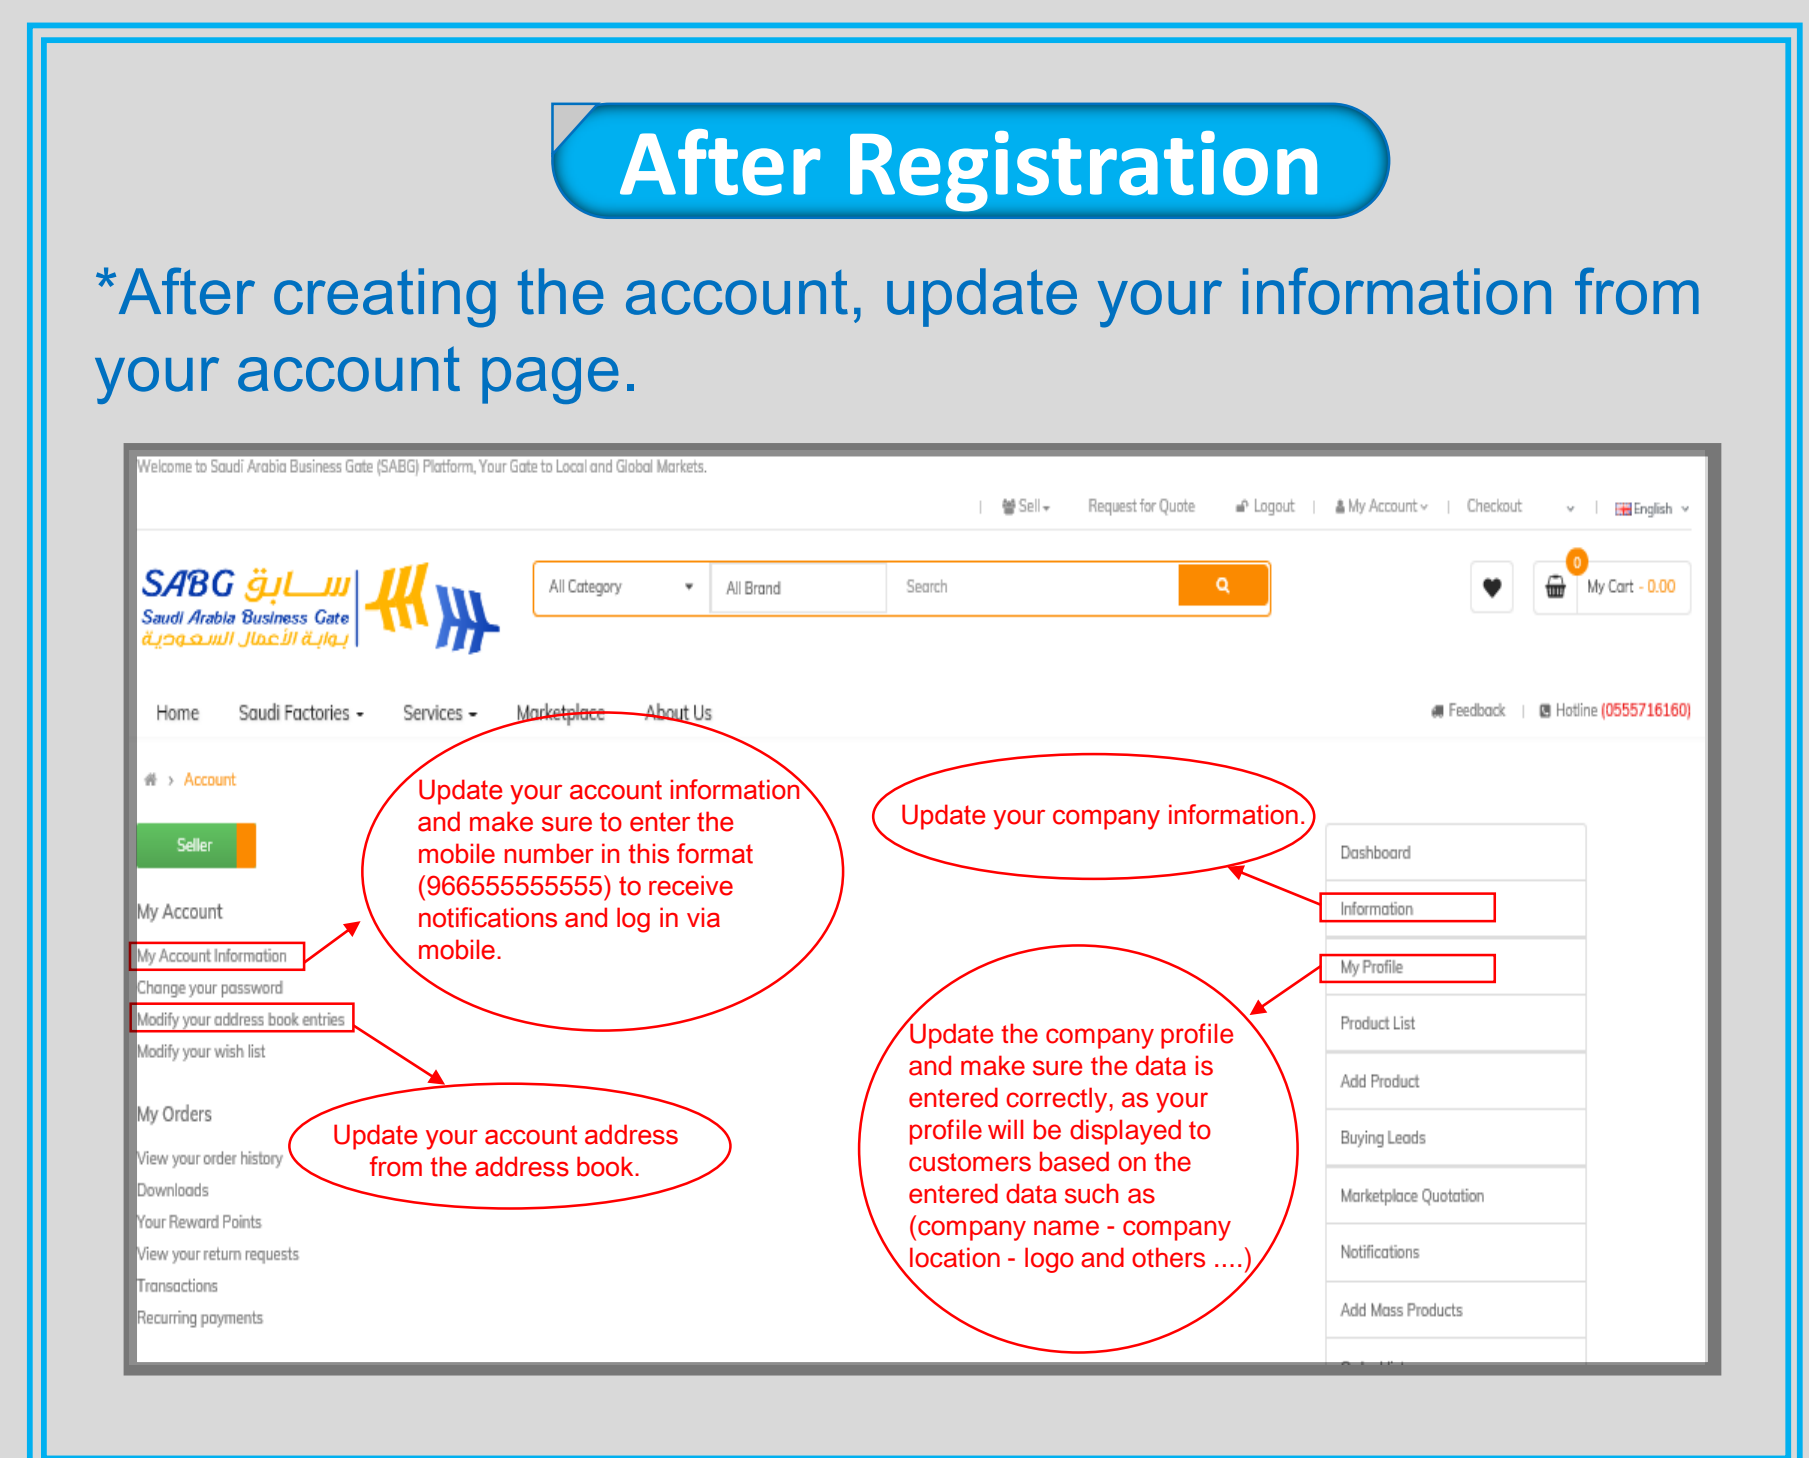 After Registration
*After creating the account, update your information from
your account page.
Welcome to Saudi Arabia Business Gate (SABG) Platform, Your Gate to Local and Global Markets.
Sell
Request for Quote
Logout
My Account
Checkout
English
SABG سابق
Saudi Arabia Business Gate
بوابة الأعمال السعودية
All Category
All Brand
Search
0
My Cart - 0.00
Home
Saudi Factories
Services
Marketplace
About Us
Feedback
Hotline (0555716160)
Account
Seller
My Account
My Account Information
Change your password
Modify your address book entries
Modify your wish list
My Orders
View your order history
Downloads
Your Reward Points
View your return requests
Transactions
Recurring payments
Update your account information
and make sure to enter the
mobile number in this format
(966555555555) to receive
notifications and log in via
mobile.
Update your account address
from the address book.
Update your company information.
Update the company profile
and make sure the data is
entered correctly, as your
profile will be displayed to
customers based on the
entered data such as
(company name - company
location - logo and others ....)
Dashboard
Information
My Profile
Product List
Add Product
Buying Leads
Marketplace Quotation
Notifications
Add Mass Products